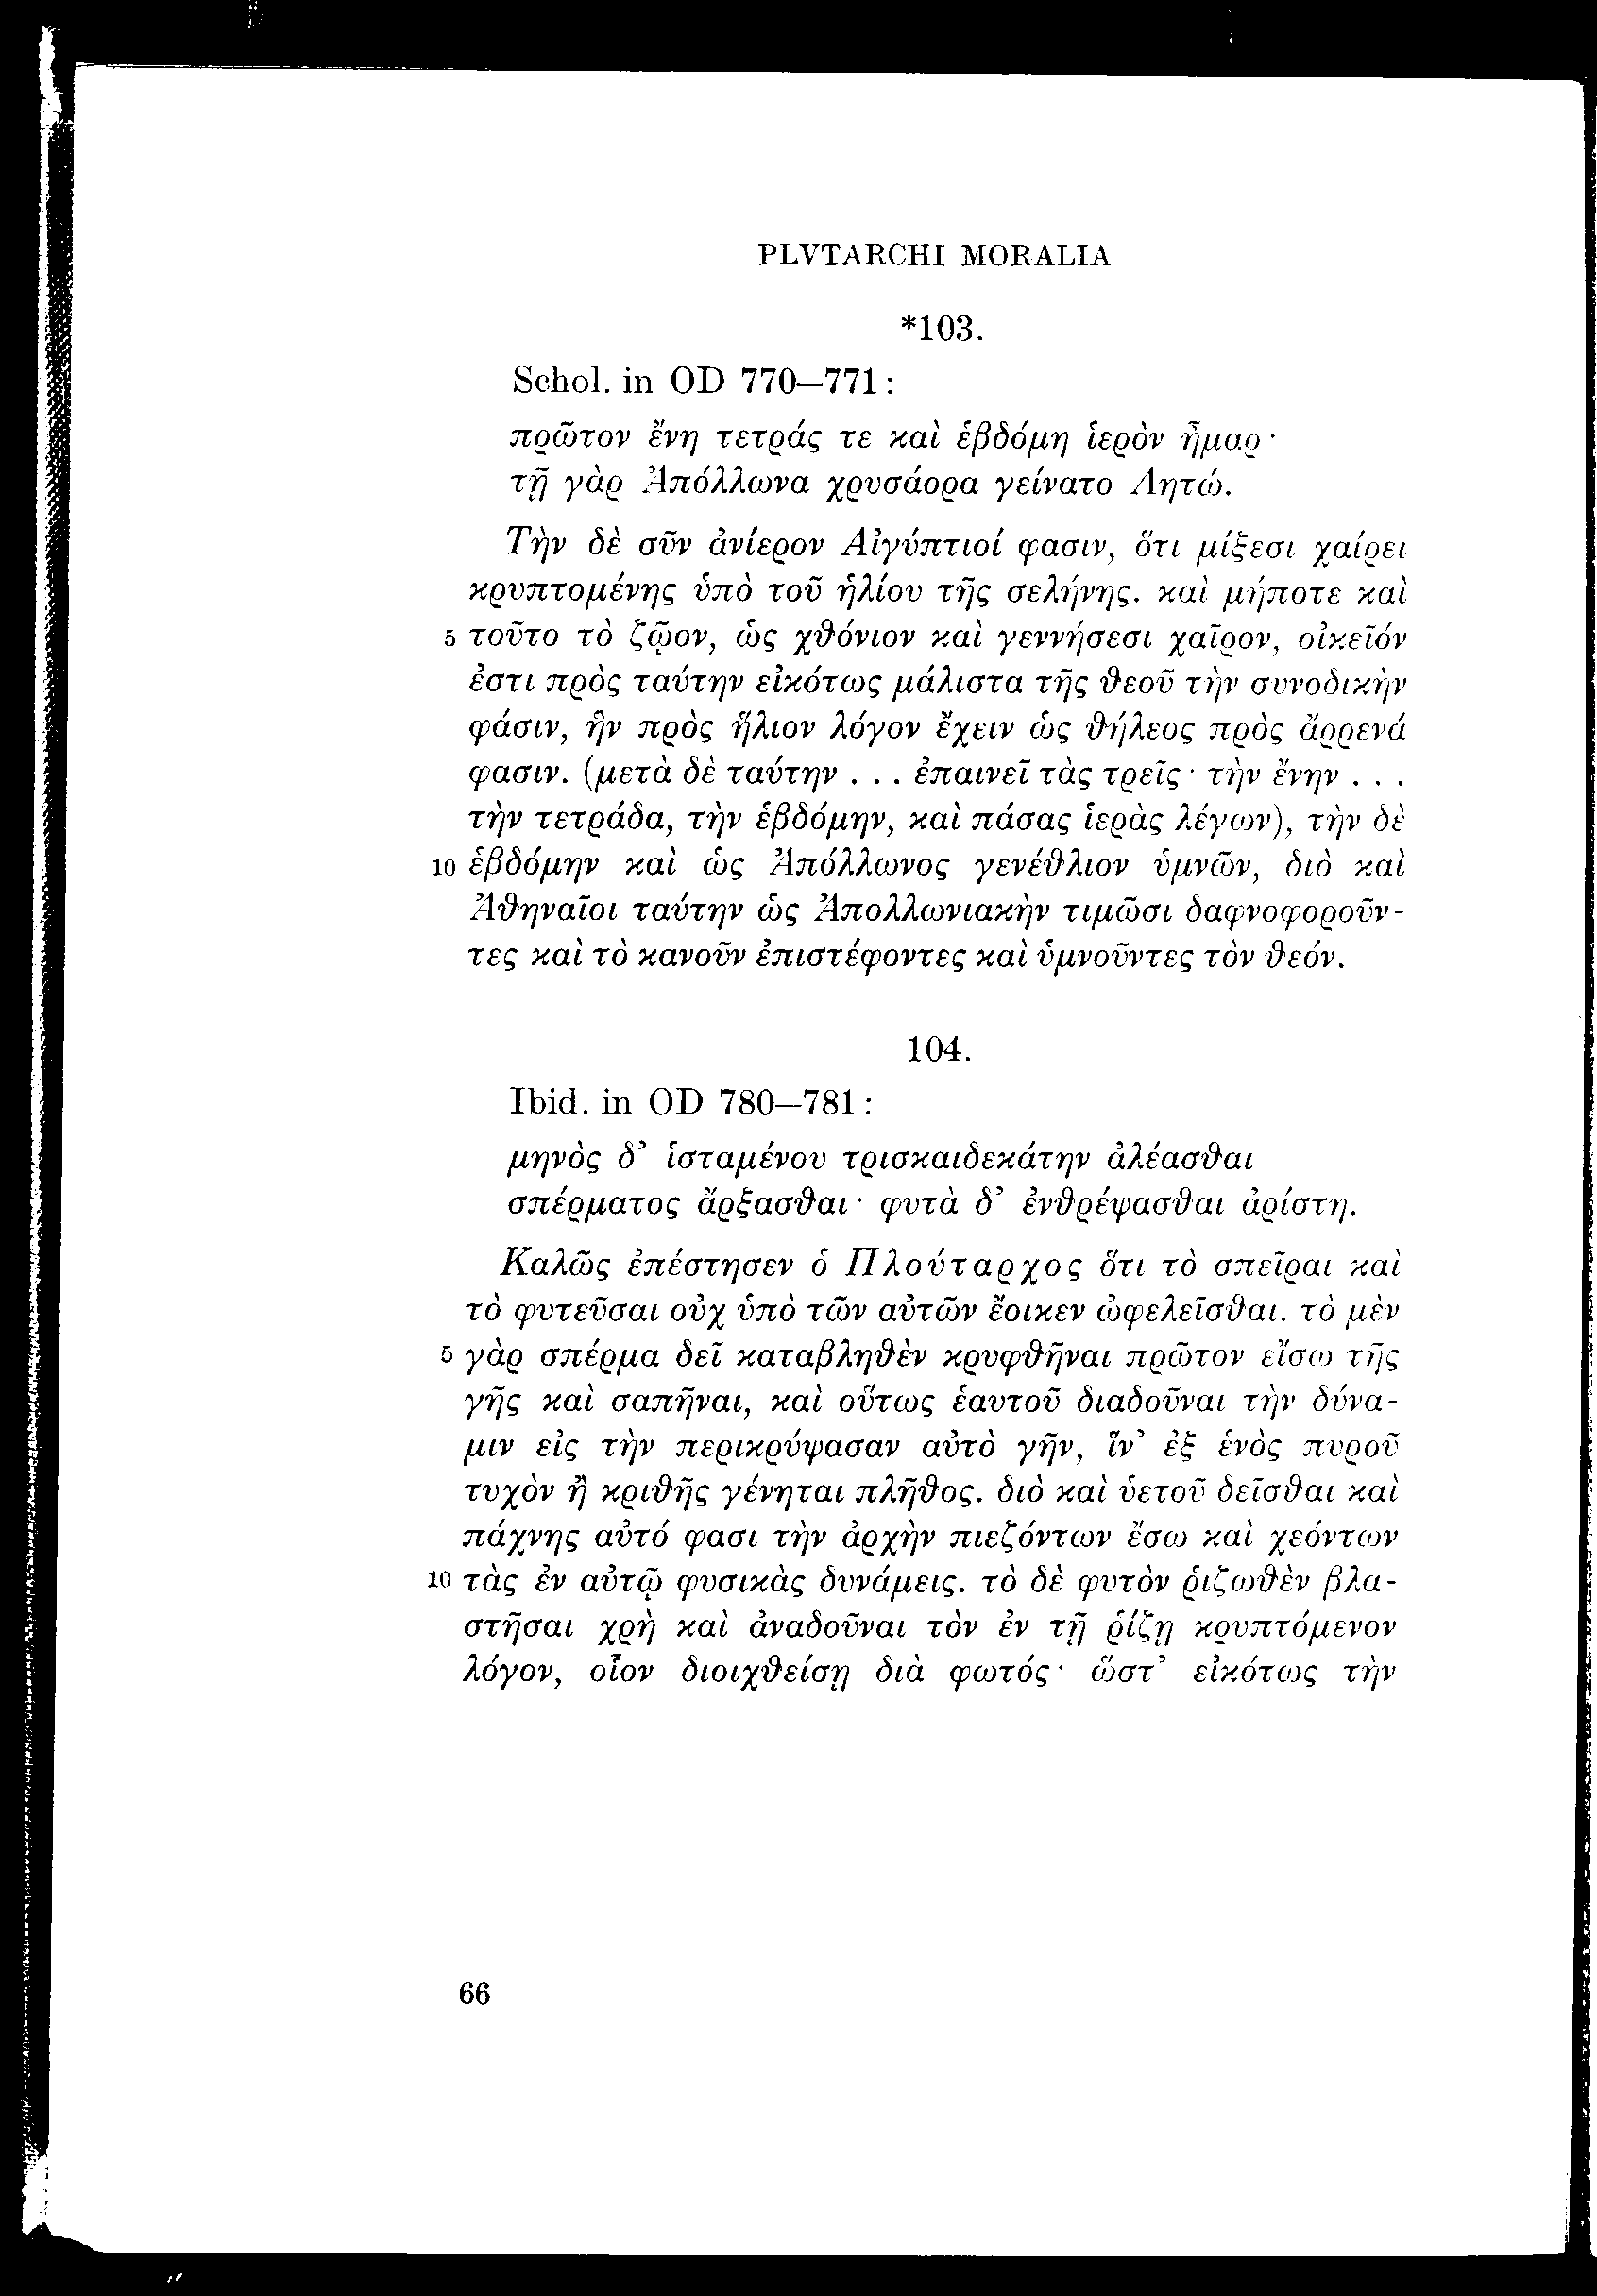 PLVTARCHI MORALIA
*103.
Schol. in OD 770–771:
πρῶτον ἔνη τετράς τε καὶ ἑβδόμη ἱερὸν ἦμαρ·
τῇ γὰρ Ἀπόλλωνα χρυσάορα γείνατο Λητώ.
Τὴν δὲ σῦν ἀνίερον Αἰγύπτιοί φασιν, ὅτι μίξεσι χαίρει
κρυπτομένης ὑπὸ τοῦ ἡλίου τῆς σελήνης. καὶ μήποτε καὶ
5 τοῦτο τὸ ζῷον, ὡς χθόνιον καὶ γεννήσεσι χαῖρον, οἰκεῖόν
ἐστι πρὸς ταύτην εἰκότως μάλιστα τῆς θεοῦ τὴν συνοδικὴν
φάσιν, ἣν πρὸς ἥλιον λόγον ἔχειν ὡς θήλεος πρὸς ἄρρενά
φασιν. (μετὰ δὲ ταύτην . . . ἐπαινεῖ τὰς τρεῖς· τὴν ἔνην . . .
τὴν τετράδα, τὴν ἑβδόμην, καὶ πάσας ἱερὰς λέγων), τὴν δὲ
10 ἑβδόμην καὶ ὡς Ἀπόλλωνος γενέθλιον ὑμνῶν, διὸ καὶ
Ἀθηναῖοι ταύτην ὡς Ἀπολλωνιακὴν τιμῶσι δαφνοφοροῦν-
τες καὶ τὸ κανοῦν ἐπιστέφοντες καὶ ὑμνοῦντες τὸν θεόν.
104.
Ibid. in OD 780–781:
μηνὸς δ’ ἱσταμένου τρισκαιδεκάτην ἀλέασθαι
σπέρματος ἄρξασθαι· φυτὰ δ’ ἐνθρέψασθαι ἀρίστη.
Καλῶς ἐπέστησεν ὁ Πλούταρχος ὅτι τὸ σπεῖραι καὶ
τὸ φυτεῦσαι οὐχ ὑπὸ τῶν αὐτῶν ἔοικεν ὠφελεῖσθαι. τὸ μὲν
5 γὰρ σπέρμα δεῖ καταβληθὲν κρυφθῆναι πρῶτον εἴσω τῆς
γῆς καὶ σαπῆναι, καὶ οὕτως ἑαυτοῦ διαδοῦναι τὴν δύνα-
μιν εἰς τὴν περικρύψασαν αὐτὸ γῆν, ἵν’ ἐξ ἑνὸς πυροῦ
τυχὸν ἢ κριθῆς γένηται πλῆθος. διὸ καὶ ὑετοῦ δεῖσθαι καὶ
πάχνης αὐτό φασι τὴν ἀρχὴν πιεζόντων ἔσω καὶ χεόντων
10 τὰς ἐν αὐτῷ φυσικὰς δυνάμεις. τὸ δὲ φυτὸν ῥιζωθὲν βλα-
στῆσαι χρὴ καὶ ἀναδοῦναι τὸν ἐν τῇ ῥίζῃ κρυπτόμενον
λόγον, οἷον διοιχθείσῃ διὰ φωτός· ὥστ’ εἰκότως τὴν
66